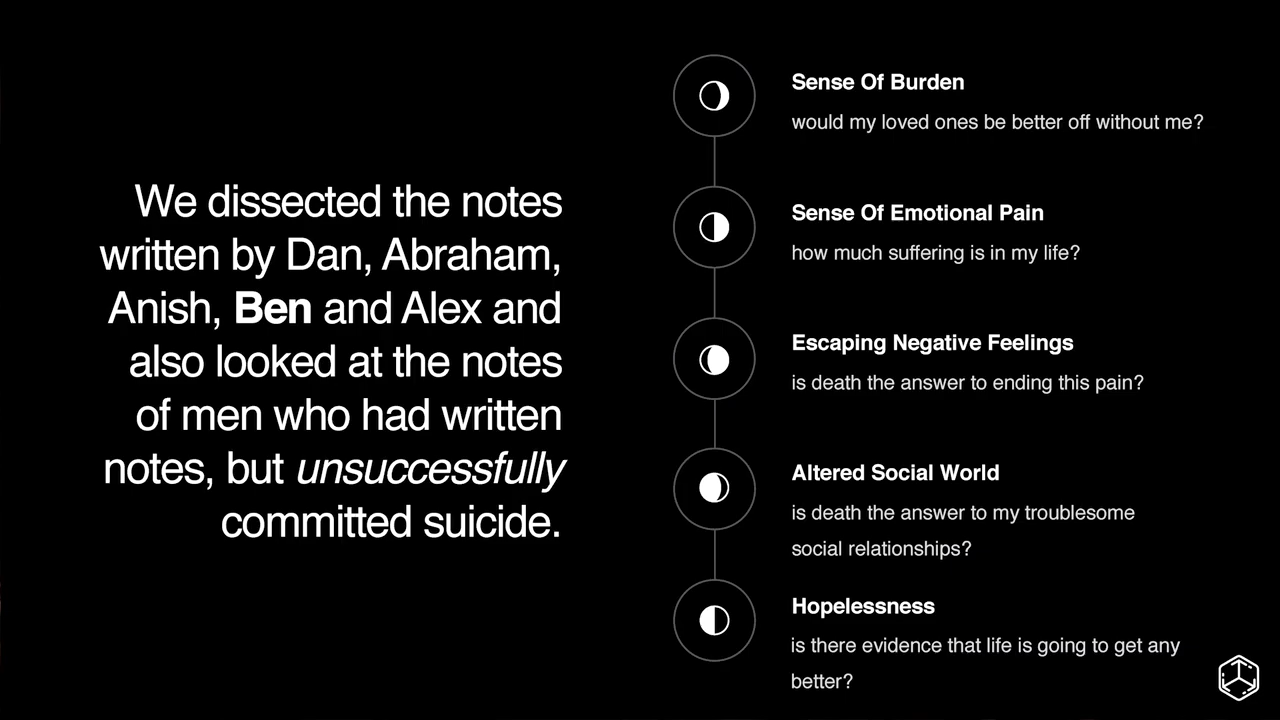 We dissected the notes
written by Dan, Abraham,
Anish, Ben and Alex and
also looked at the notes
of men who had written
notes, but unsuccessfully
committed suicide.
Sense Of Burden
would my loved ones be better off without me?
Sense Of Emotional Pain
how much suffering is in my life?
Escaping Negative Feelings
is death the answer to ending this pain?
Altered Social World
is death the answer to my troublesome
social relationships?
Hopelessness
is there evidence that life is going to get any
better?